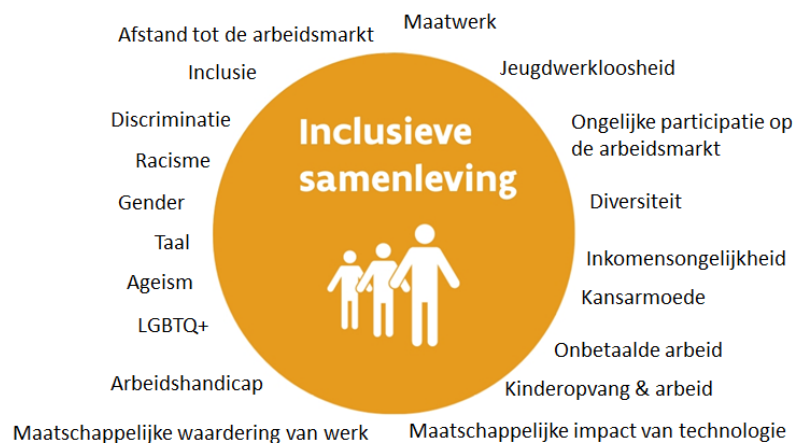 Maatwerk
Afstand tot de arbeidsmarkt
Jeugdwerkloosheid
Inclusie
Discriminatie
Ongelijke participatie op
de arbeidsmarkt
Inclusieve
samenleving
Racisme
Gender
Diversiteit
Taal
Inkomensongelijkheid
Ageism
Kansarmoede
LGBTQ+
Onbetaalde arbeid
Arbeidshandicap
Kinderopvang & arbeid
Maatschappelijke waardering van werk
Maatschappelijke impact van technologie